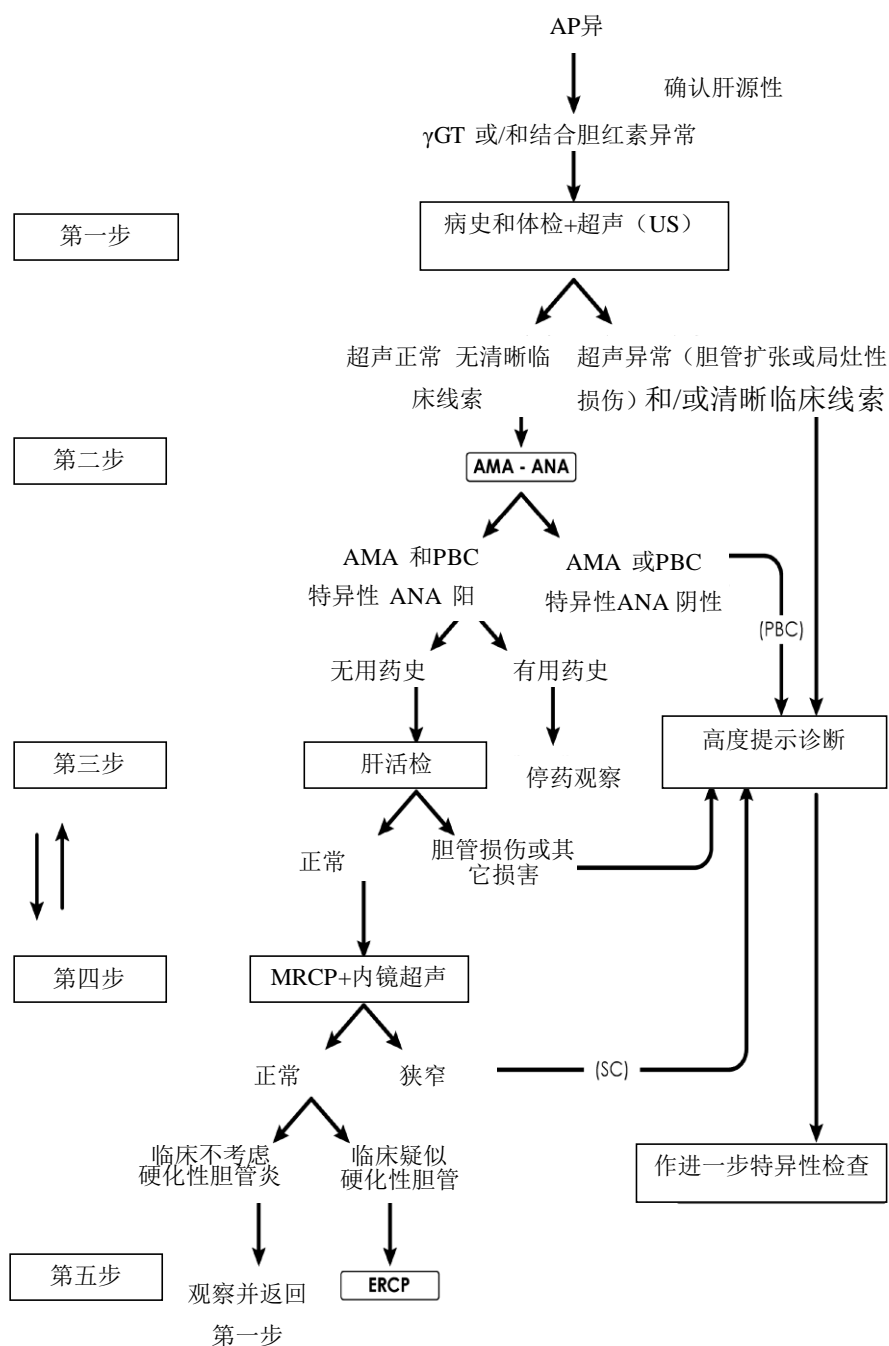 AP异
确认肝源性
γGT 或/和结合胆红素异常
第一步
病史和体检+超声（US）
超声正常 无清晰临
床线索
超声异常（胆管扩张或局灶性
损伤）和/或清晰临床线索
第二步
AMA - ANA
AMA 和PBC
特异性 ANA 阳
AMA 或PBC
特异性ANA 阴性
(PBC)
无用药史
有用药史
第三步
肝活检
停药观察
高度提示诊断
正常
胆管损伤或其
它损害
第四步
MRCP+内镜超声
正常
狭窄
(SC)
临床不考虑
硬化性胆管炎
临床疑似
硬化性胆管
作进一步特异性检查
第五步
观察并返回
第一步
ERCP